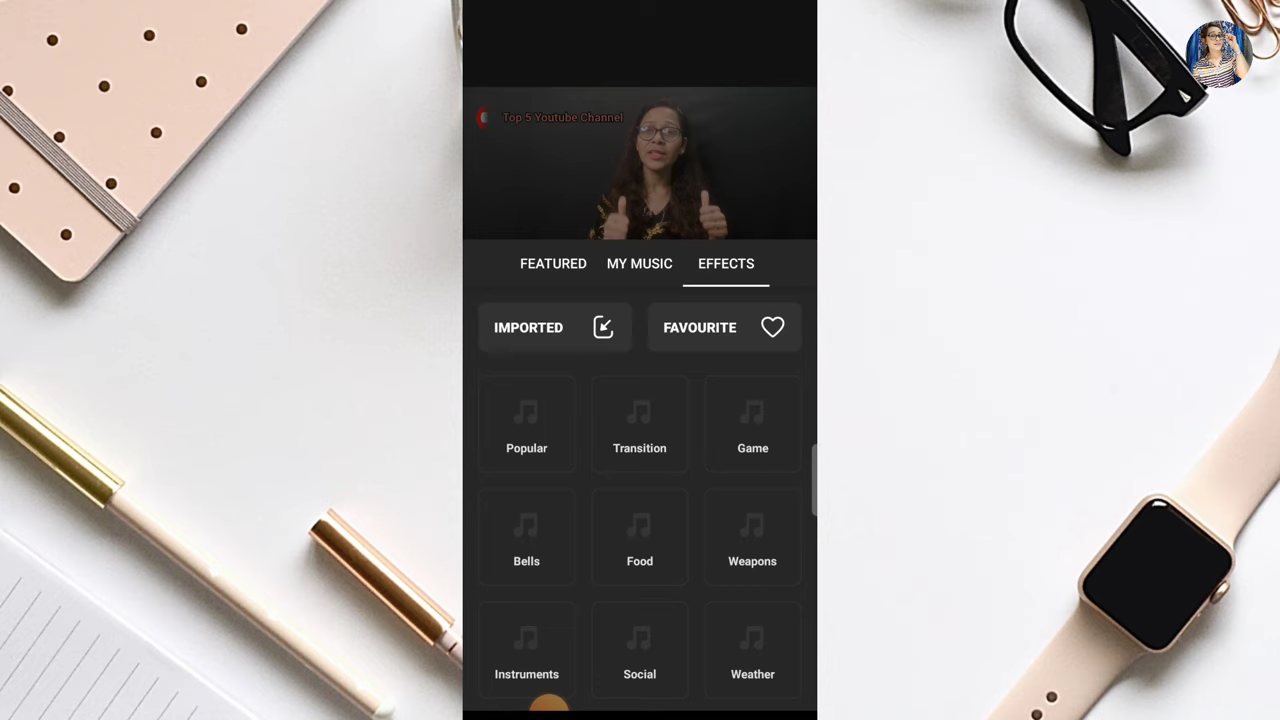 Top 5 Youtube Channel
FEATURED MY MUSIC EFFECTS
IMPORTED FAVOURITE
Popular Transition Game
Bells Food Weapons
Instruments Social Weather